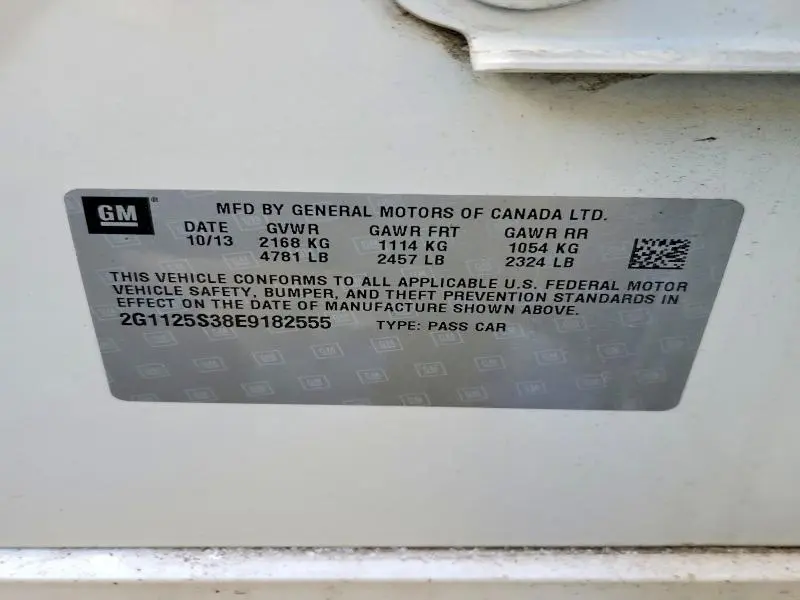 GM®
MFD BY GENERAL MOTORS OF CANADA LTD.
DATE GVWR GAWR FRT GAWR RR
10/13 2168 KG 1114 KG 1054 KG
4781 LB 2457 LB 2324 LB
THIS VEHICLE CONFORMS TO ALL APPLICABLE U.S. FEDERAL MOTOR
VEHICLE SAFETY, BUMPER, AND THEFT PREVENTION STANDARDS IN
EFFECT ON THE DATE OF MANUFACTURE SHOWN ABOVE.
2G1125S38E9182555 TYPE: PASS CAR